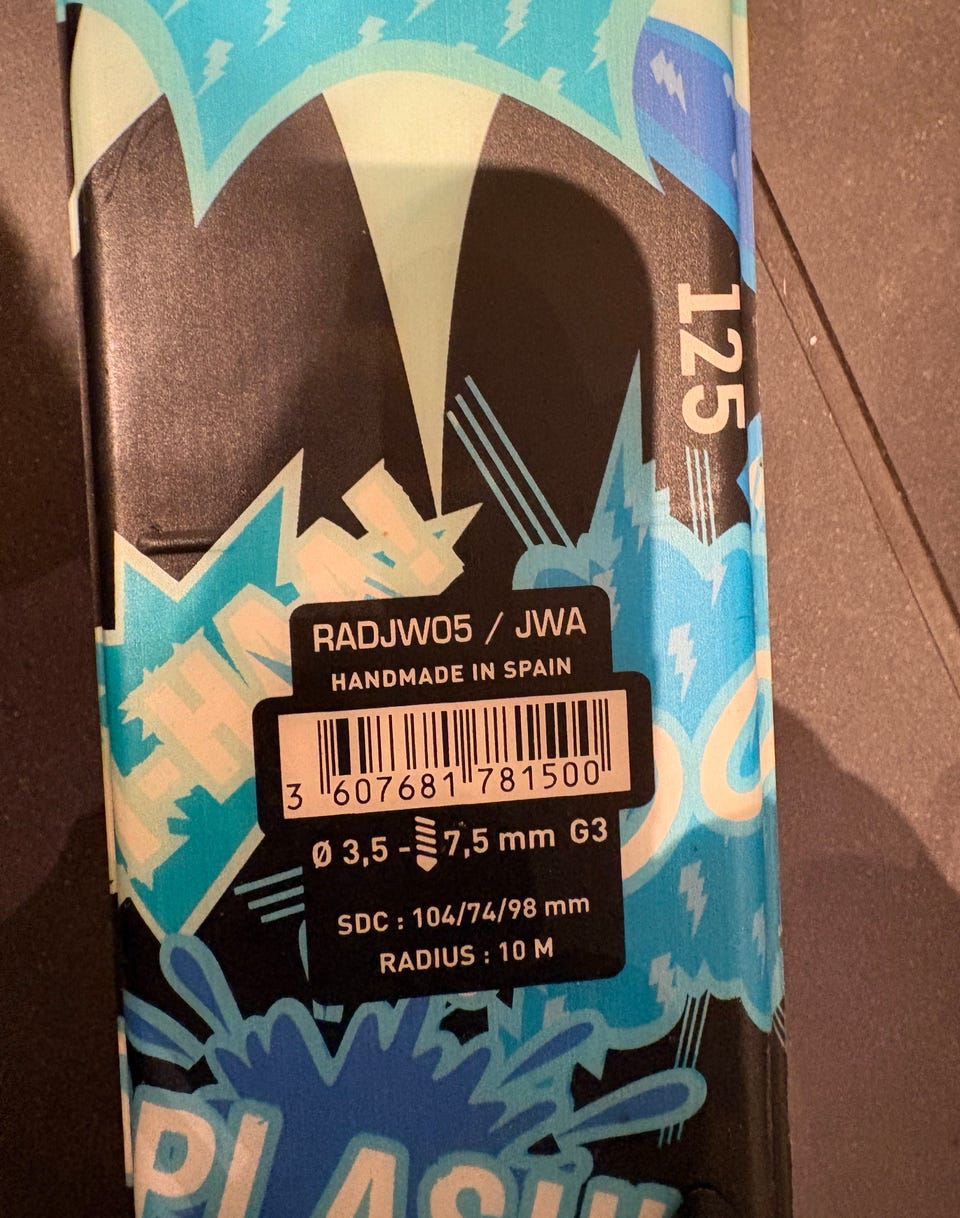 125
HAA!
RADJW05 / JWA
HANDMADE IN SPAIN
3 607681 781500
Ø 3,5 - 7,5 mm G3
SDC : 104/74/98 mm
RADIUS : 10 M